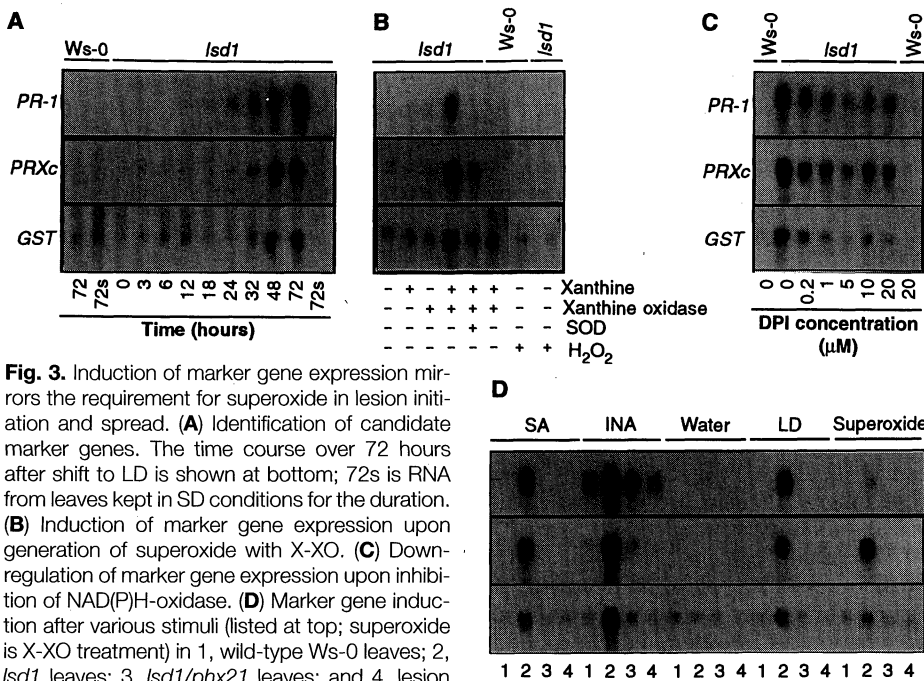 A
Ws-0 lsd1
PR-1
PRXc
GST
72 72s 0 3 6 12 18 24 32 48 72 72s
Time (hours)
B
lsd1 Ws-0 lsd1
– + – + + + – – Xanthine
– – + + + + – – Xanthine oxidase
– – – – + – – – SOD
– – – – – – + + H2O2
C
Ws-0 lsd1 Ws-0
PR-1
PRXc
GST
0 0 0.2 1 5 10 20 20
DPI concentration
(µM)
Fig. 3. Induction of marker gene expression mir-
rors the requirement for superoxide in lesion initi-
ation and spread. (A) Identification of candidate
marker genes. The time course over 72 hours
after shift to LD is shown at bottom; 72s is RNA
from leaves kept in SD conditions for the duration.
(B) Induction of marker gene expression upon
generation of superoxide with X-XO. (C) Down-
regulation of marker gene expression upon inhibi-
tion of NAD(P)H-oxidase. (D) Marker gene induc-
tion after various stimuli (listed at top; superoxide
is X-XO treatment) in 1, wild-type Ws-0 leaves; 2,
lsd1 leaves; 3, lsd1/phx21 leaves; and 4, lesion
D
SA INA Water LD Superoxide
1 2 3 4 1 2 3 4 1 2 3 4 1 2 3 4 1 2 3 4